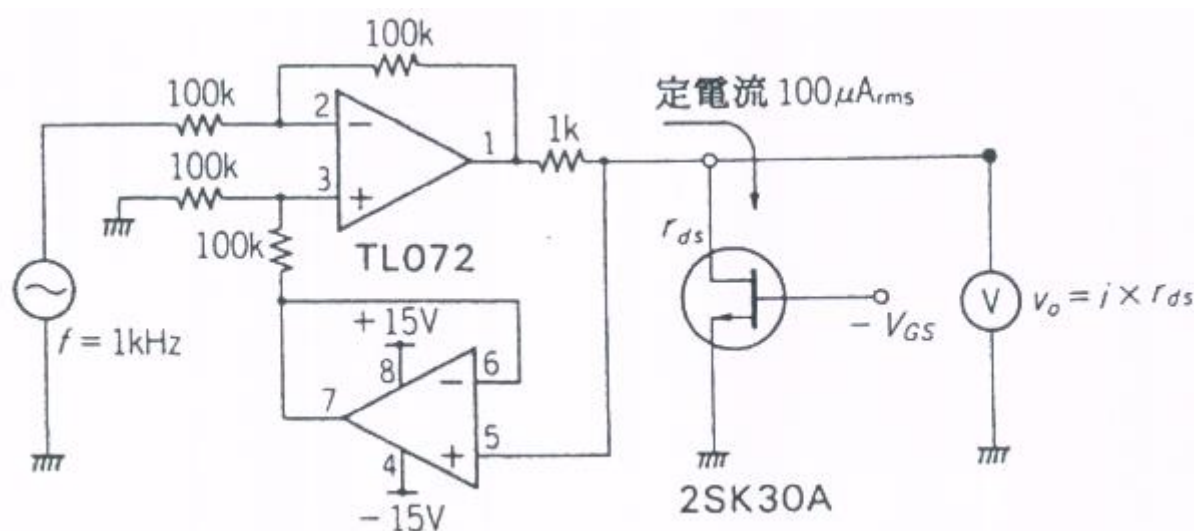 100k
100k
定電流 100μArms
2
1k
1
100k
3
−
+
rds
100k
TL072
V
vo = i × rds
− VGS
+15V
f = 1kHz
8
6
−
7
5
4
+
−15V
2SK30A